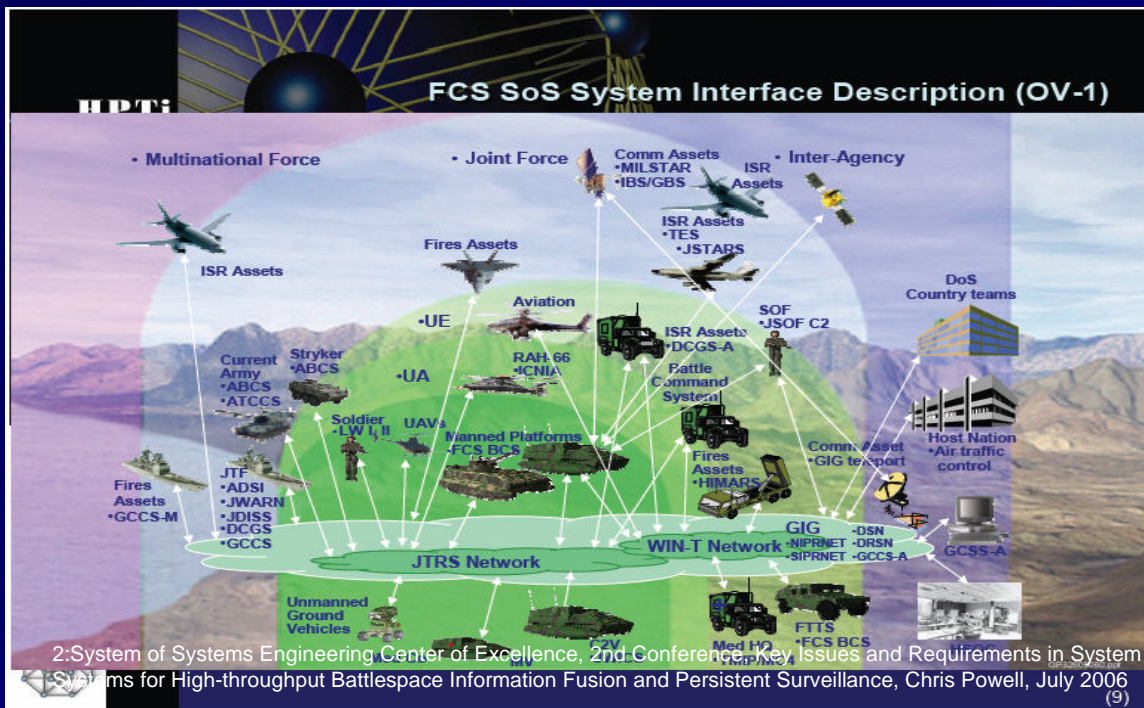 HPTi
FCS SoS System Interface Description (OV-1)
• Multinational Force
• Joint Force
Comm Assets
•MILSTAR
•IBS/GBS
ISR
Assets
• Inter-Agency
ISR Assets
•TES
•JSTARS
ISR Assets
Fires Assets
DoS
Country teams
•UE
Aviation
SOF
•JSOF C2
ISR Assets
•DCGS-A
Current
Army
•ABCS
•ATCCS
Stryker
•ABCS
•UA
RAH-66
•ICNIA
Battle
Command
System
Soldier
•LW I, II
UAVs
Manned Platforms
•FCS BCS
Host Nation
•Air traffic
control
Comm Asset
•GIG teleport
Fires
Assets
•HIMARS
Fires
Assets
•GCCS-M
JTF
•ADSI
•JWARN
•JDISS
•DCGS
•GCCS
GIG
•NIPRNET
•SIPRNET
•DSN
•DRSN
•GCCS-A
WIN-T Network
JTRS Network
GCSS-A
Unmanned
Ground
Vehicles
MV
C2V
Med HQ
FTTS
•FCS BCS
2:System of Systems Engineering Center of Excellence, 2nd Conference, Key Issues and Requirements in System
Systems for High-throughput Battlespace Information Fusion and Persistent Surveillance, Chris Powell, July 2006
(9)